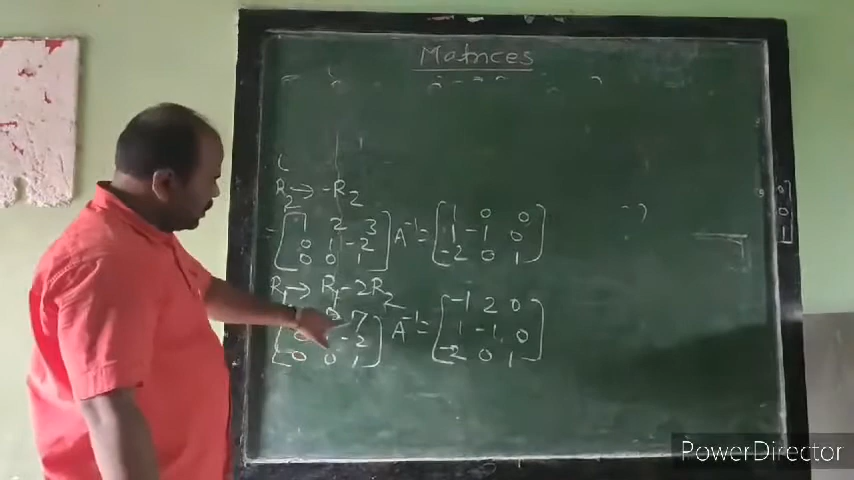 Matrices
R2 → -R2
[1 2 3 A⁻¹ = [1 0 0]
0 1 -2 1 -1 0
0 0 1] -2 0 1]
R1 → R1 - 2R2
7 A⁻¹ = [-1 2 0]
-2 1 -1 0
0 0 1] -2 0 1]
PowerDirector